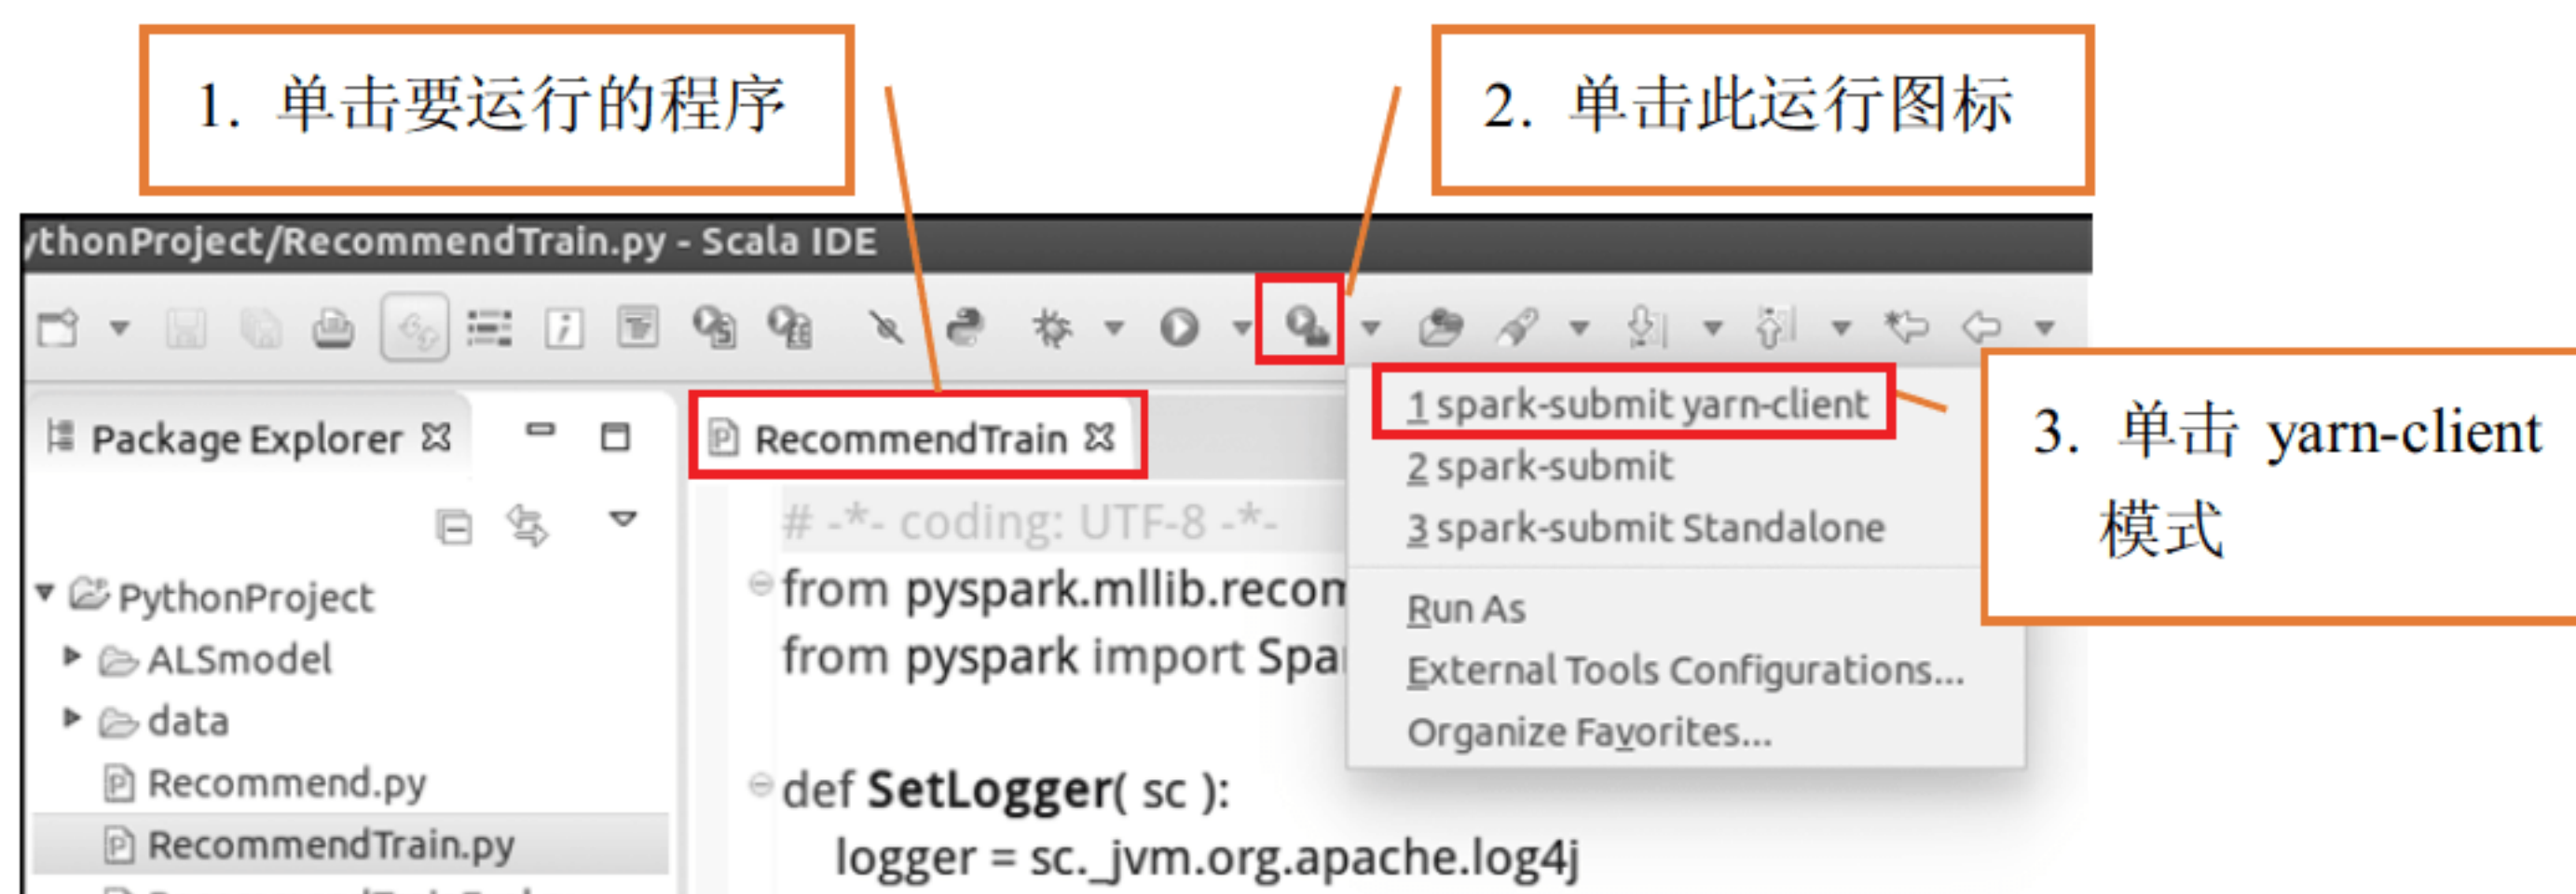 1. 单击要运行的程序
2. 单击此运行图标
ythonProject/RecommendTrain.py - Scala IDE
Package Explorer
RecommendTrain
1 spark-submit yarn-client
2 spark-submit
3 spark-submit Standalone
Run As
External Tools Configurations...
Organize Favorites...
3. 单击 yarn-client
模式
# -*- coding: UTF-8 -*-
from pyspark.mllib.recom
from pyspark import Spa
def SetLogger( sc ):
logger = sc._jvm.org.apache.log4j
PythonProject
ALSmodel
data
Recommend.py
RecommendTrain.py